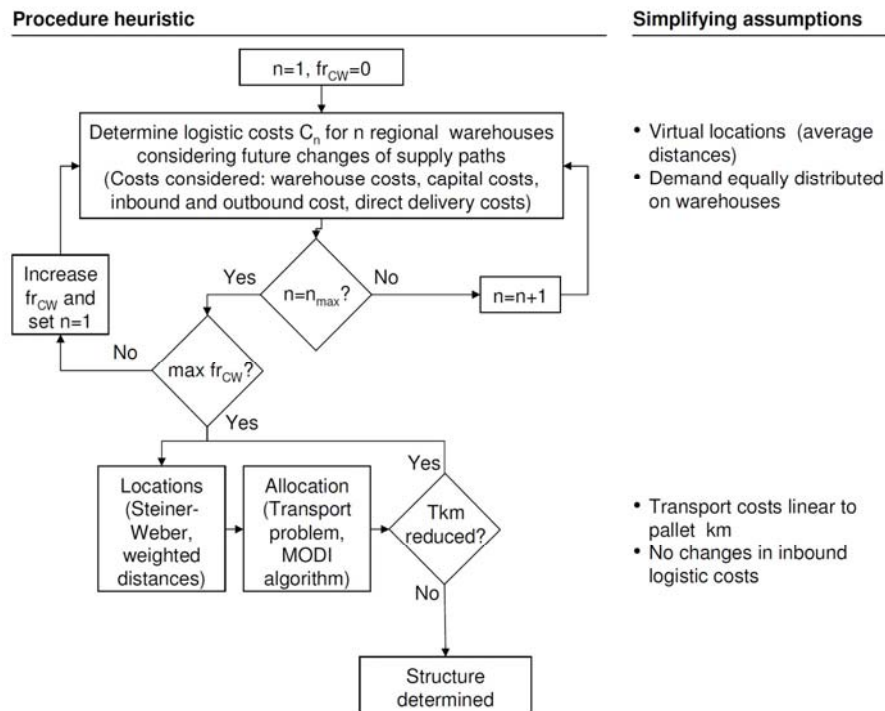 Procedure heuristic
Simplifying assumptions
n=1, fr_CW=0
Determine logistic costs C_n for n regional warehouses
considering future changes of supply paths
(Costs considered: warehouse costs, capital costs,
inbound and outbound cost, direct delivery costs)
• Virtual locations (average
distances)
• Demand equally distributed
on warehouses
Increase
fr_CW and
set n=1
Yes
n=n_max?
No
n=n+1
No
max fr_CW?
Yes
Locations
(Steiner-
Weber,
weighted
distances)
Allocation
(Transport
problem,
MODI
algorithm)
Yes
Tkm
reduced?
No
• Transport costs linear to
pallet km
• No changes in inbound
logistic costs
Structure
determined